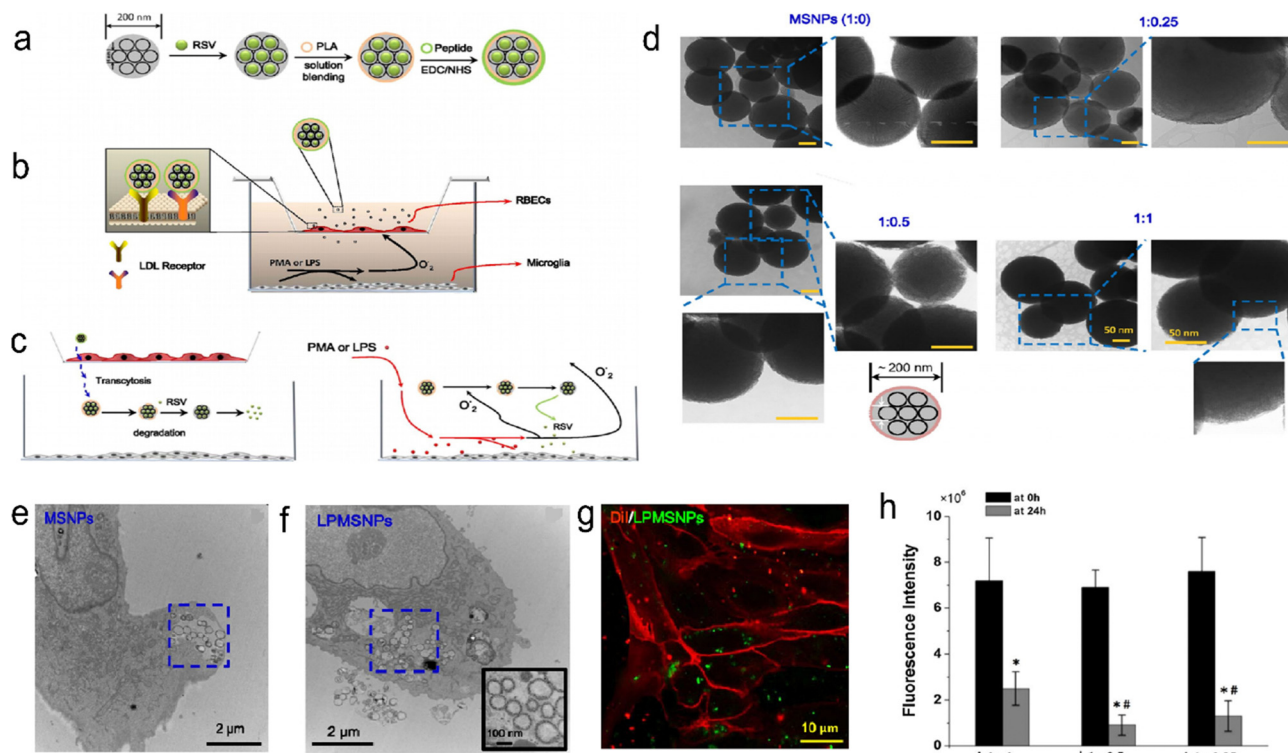 a
200 nm
RSV
PLA
solution
blending
Peptide
EDC/NHS
b
LDL Receptor
PMA or LPS
O⁻₂
RBECs
Microglia
c
Transcytosis
RSV
degradation
PMA or LPS
O⁻₂
O⁻₂
RSV
d
MSNPs (1:0)
1:0.25
1:0.5
1:1
50 nm
50 nm
~ 200 nm
e
MSNPs
2 μm
f
LPMSNPs
2 μm
100 nm
g
DiI/LPMSNPs
10 μm
h
×10⁶
at 0h
at 24h
Fluorescence Intensity
10
8
6
4
2
0
*
*#
*#